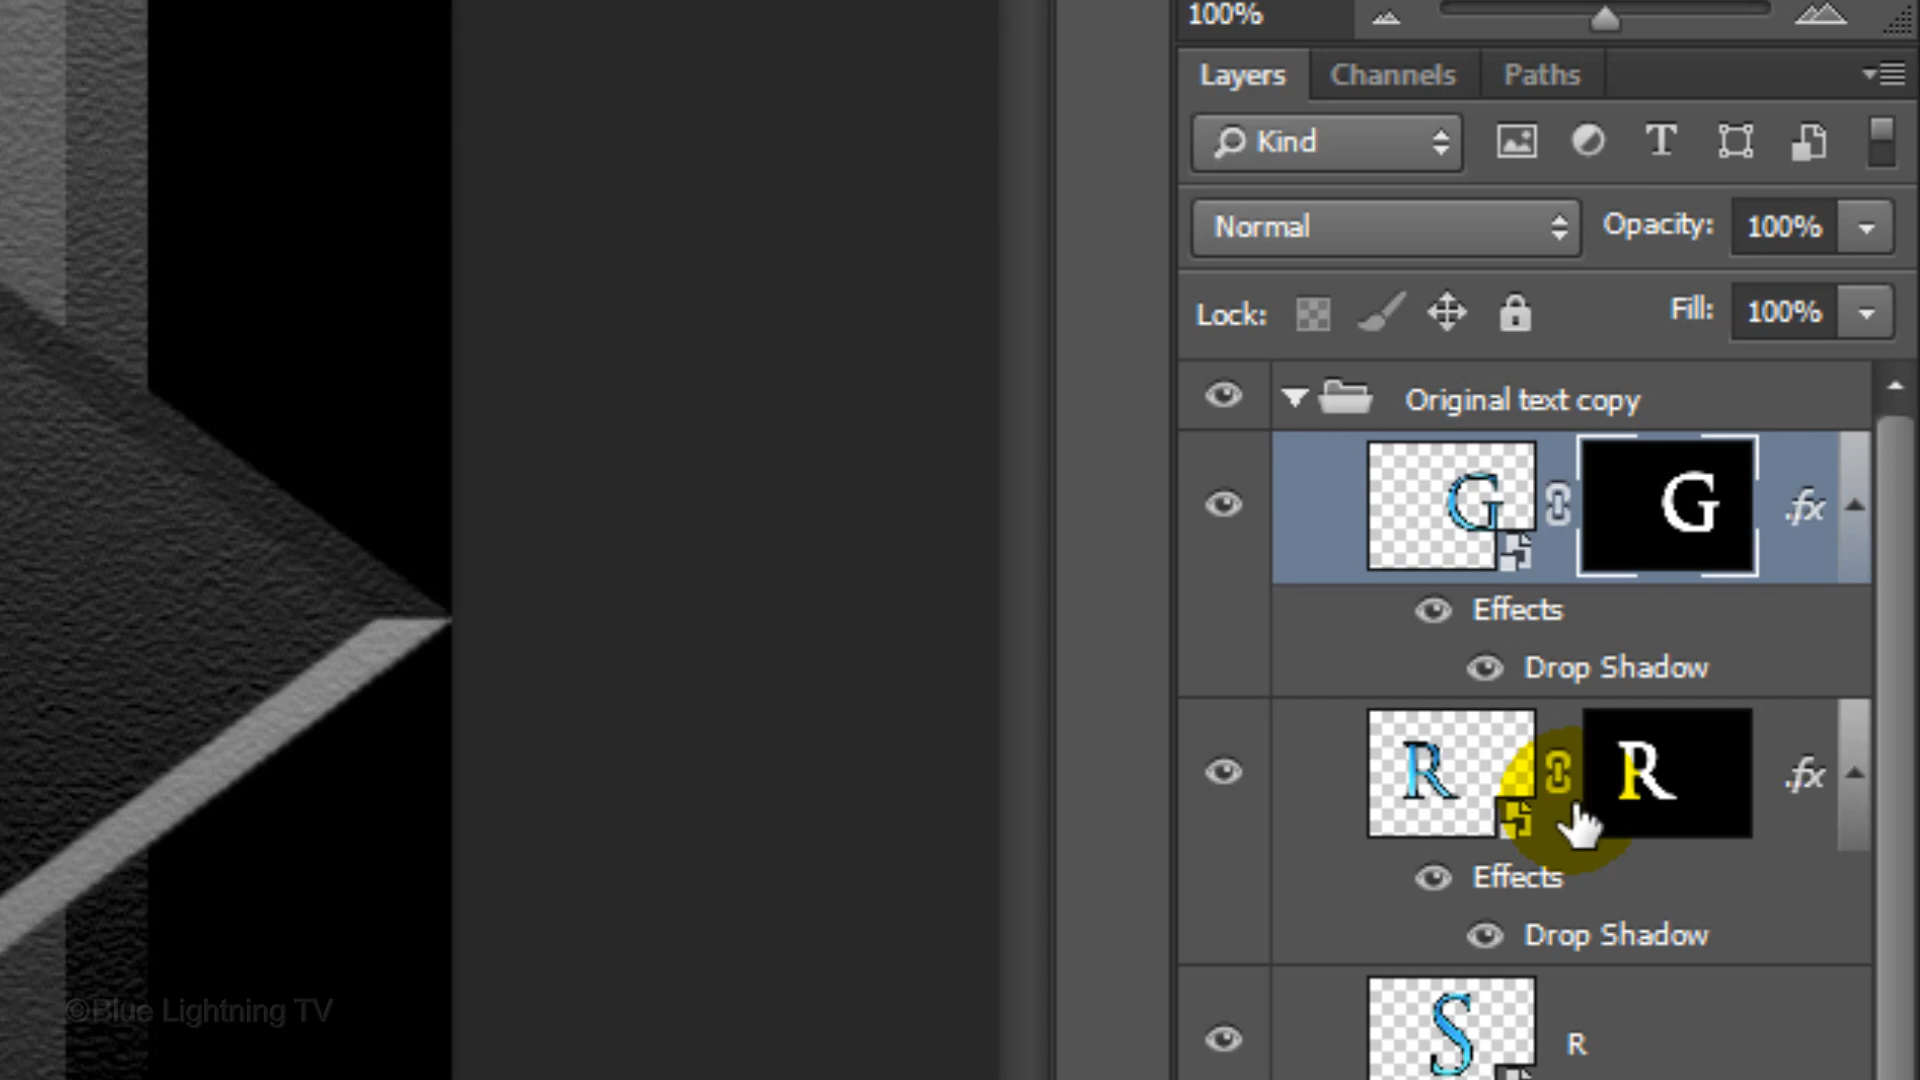 100%
Layers Channels Paths
Kind T
Normal Opacity: 100%
Lock: Fill: 100%
Original text copy
G G fx
Effects
Drop Shadow
R R fx
Effects
Drop Shadow
S R
©Blue Lightning TV